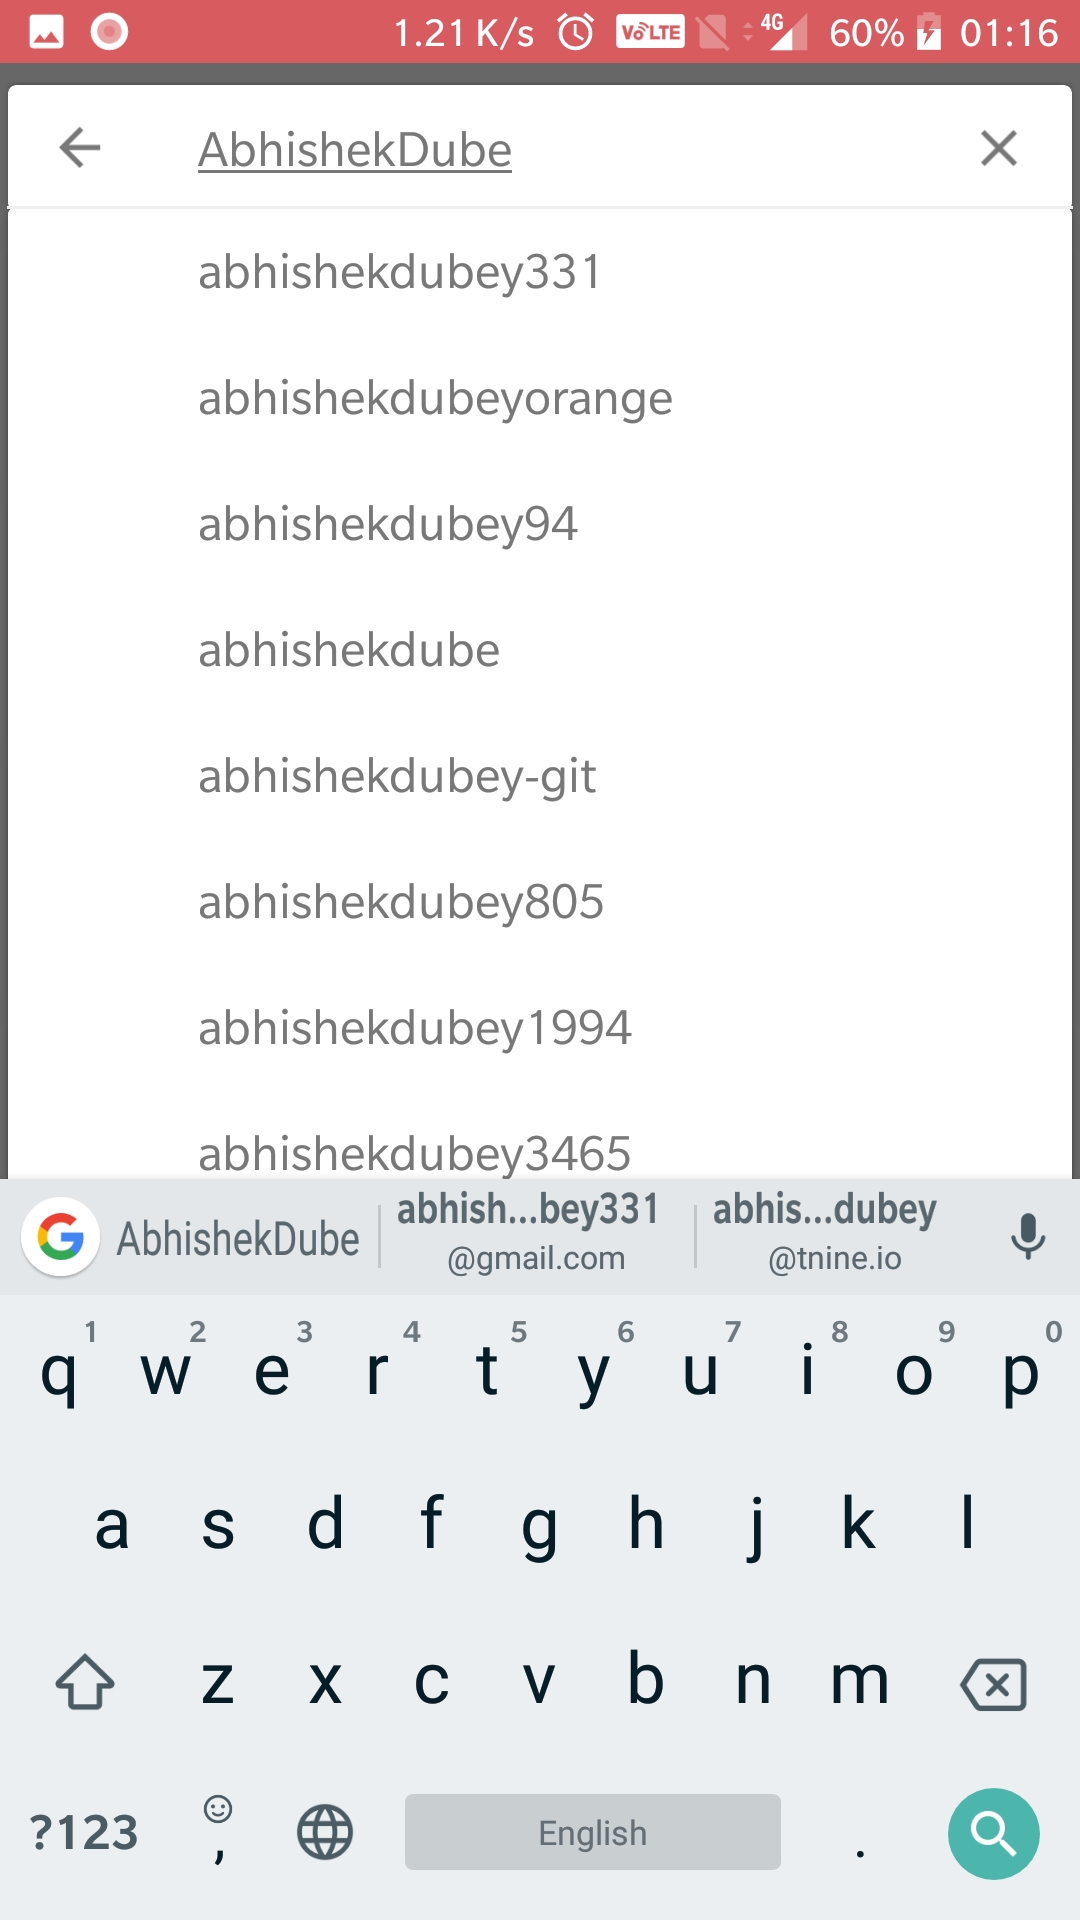 1.21 K/s VoLTE 4G 60% 01:16
AbhishekDube
abhishekdubey331
abhishekdubeyorange
abhishekdubey94
abhishekdube
abhishekdubey-git
abhishekdubey805
abhishekdubey1994
abhishekdubey3465
AbhishekDube abhish...bey331 abhis...dubey
@gmail.com @tnine.io
1 2 3 4 5 6 7 8 9 0
q w e r t y u i o p
a s d f g h j k l
z x c v b n m
?123 , English .